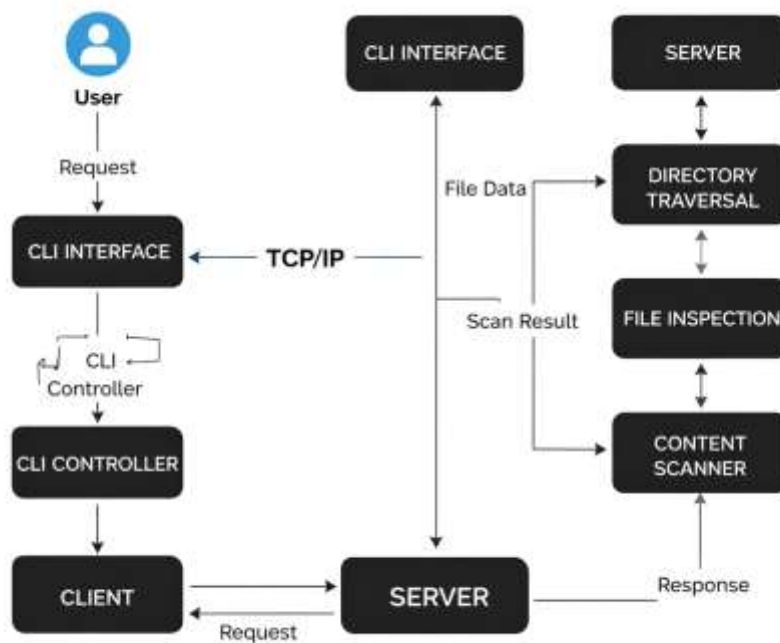 User
Request
CLI INTERFACE
CLI
Controller
CLI CONTROLLER
CLIENT
CLI INTERFACE
File Data
TCP/IP
Scan Result
SERVER
Request
SERVER
DIRECTORY
TRAVERSAL
FILE INSPECTION
CONTENT
SCANNER
Response